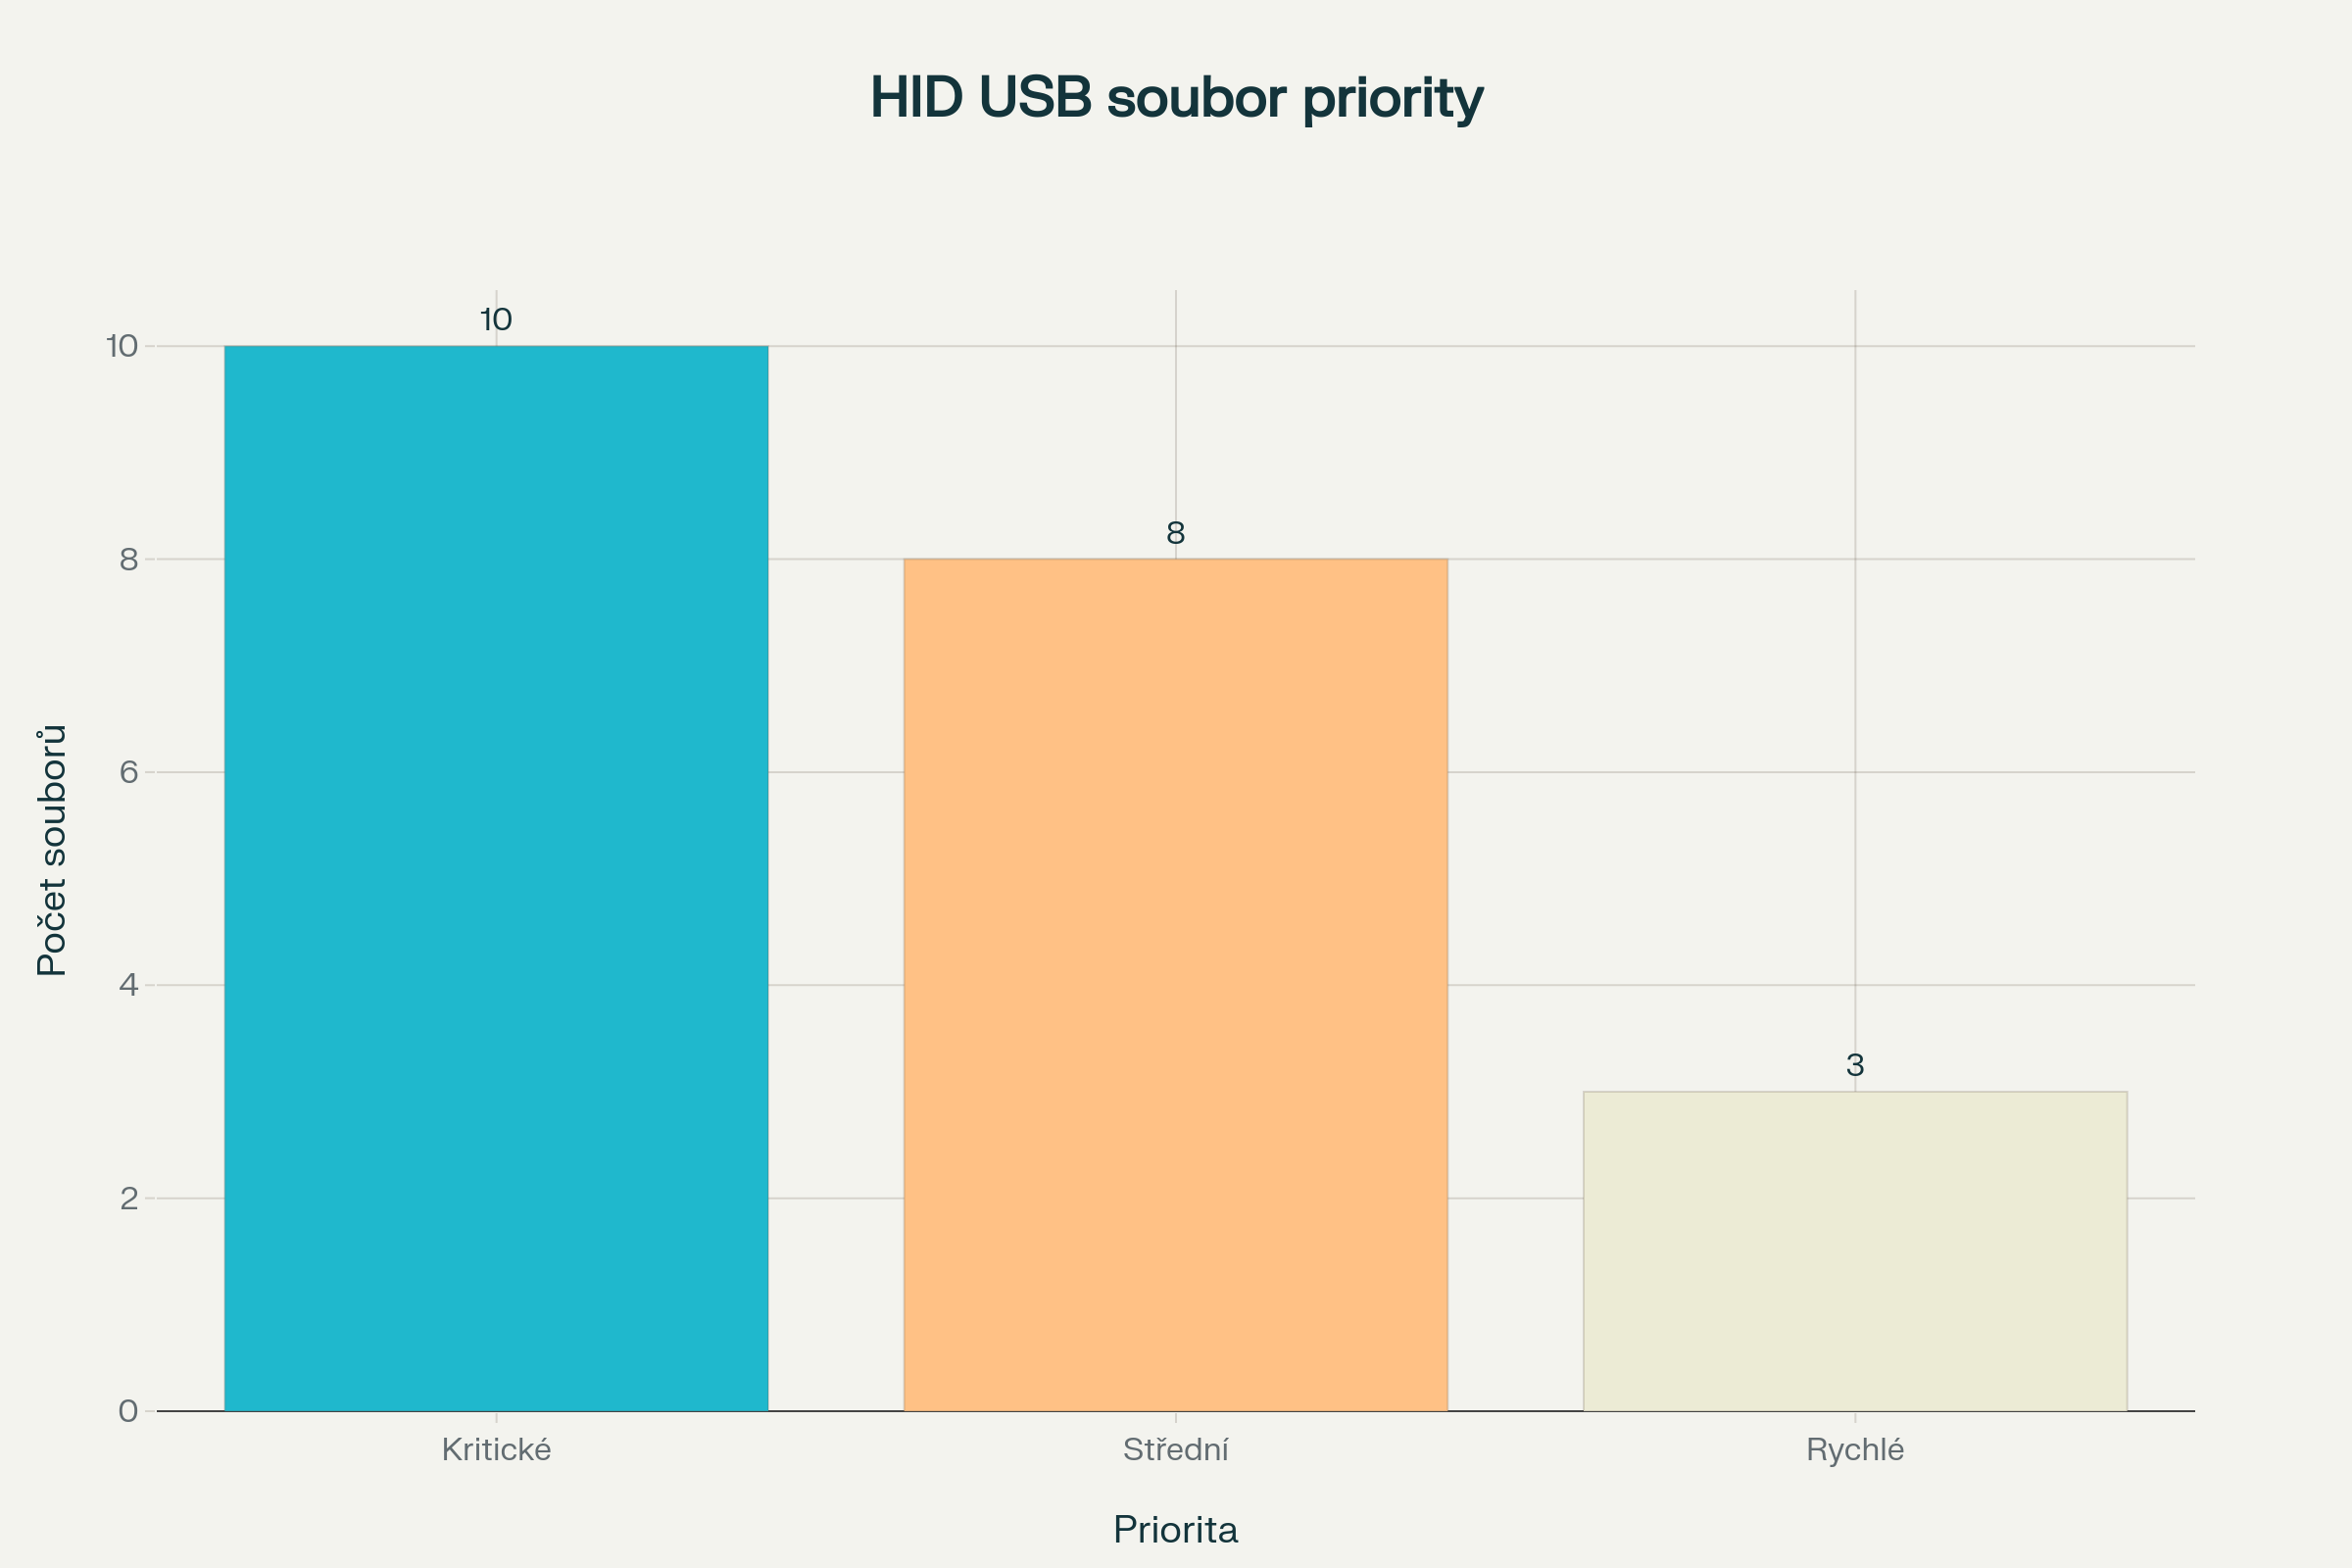 HID USB soubor priority
10
10
8
8
6
4
3
2
0
Počet souborů
Kritické
Střední
Rychlé
Priorita